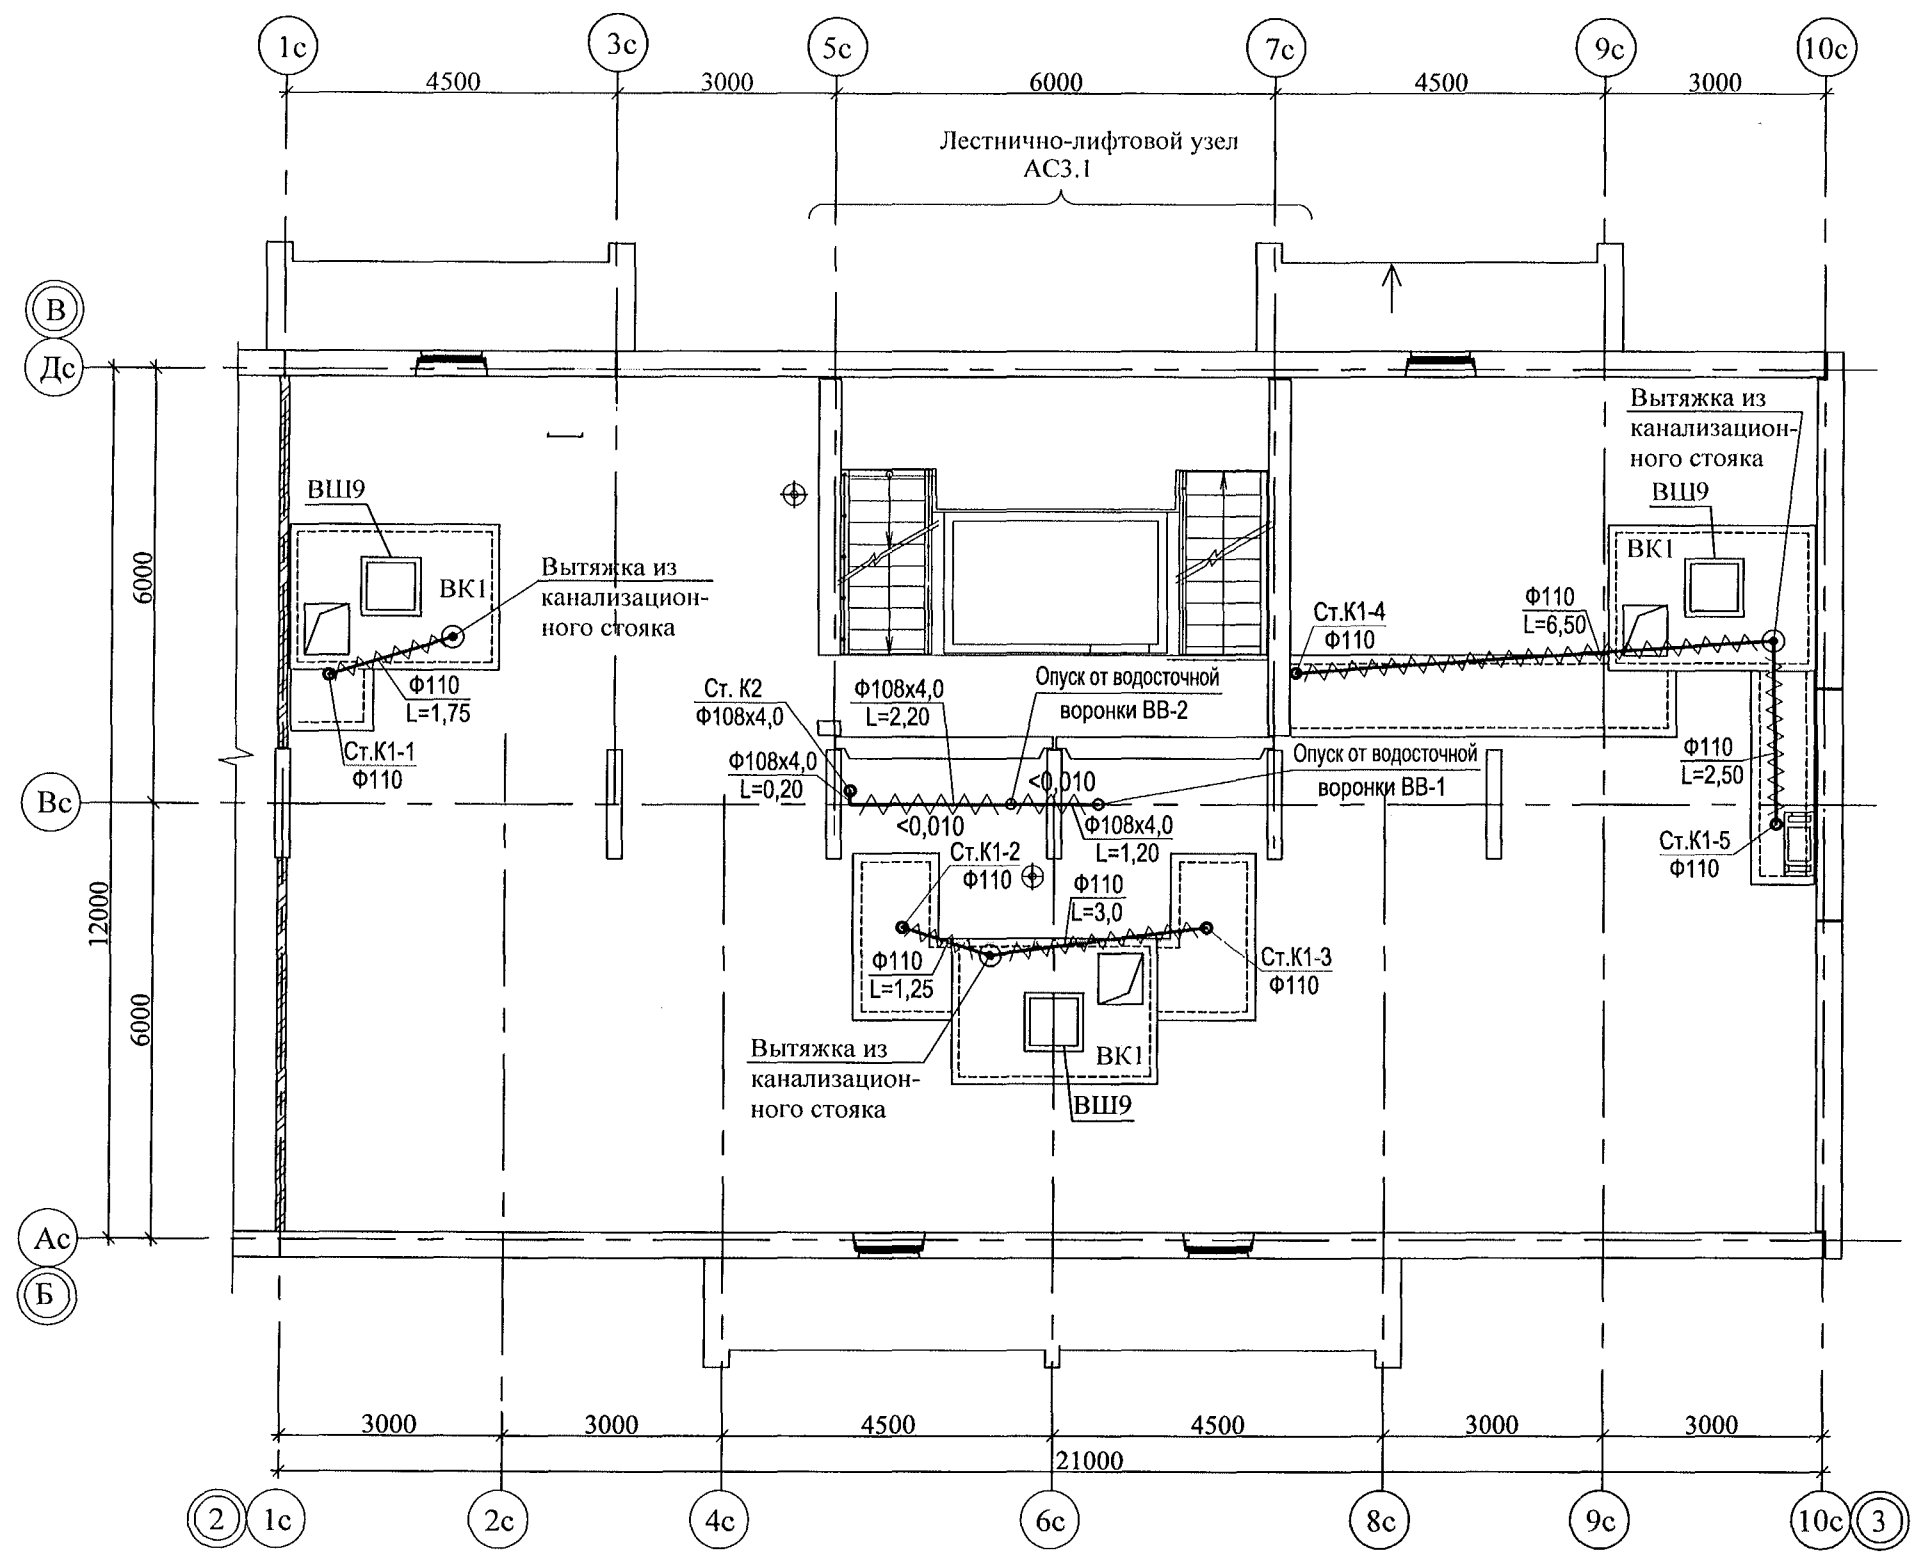 1с
3с
5с
7с
9с
10с
4500
3000
6000
4500
3000
Лестнично-лифтовой узел
АС3.1
В
Дс
Вытяжка из
канализацион-
ного стояка
ВШ9
ВК1
ВШ9
ВК1
Вытяжка из
канализацион-
ного стояка
6000
Ст.К1-4
Ф110
Ф110
L=6,50
Ф110
L=1,75
Ст.К1-1
Ф110
Ст. К2
Ф108х4,0
Ф108х4,0
L=2,20
Опуск от водосточной
воронки ВВ-2
Ф108х4,0
L=0,20
<0,010
Опуск от водосточной
воронки ВВ-1
Ф110
L=2,50
Вс
<0,010
Ф108х4,0
L=1,20
Ст.К1-5
Ф110
Ст.К1-2
Ф110
Ф110
L=3,0
12000
Ф110
L=1,25
Ст.К1-3
Ф110
6000
Вытяжка из
канализацион-
ного стояка
ВК1
ВШ9
Ас
Б
3000
3000
4500
4500
3000
3000
21000
2
1с
2с
4с
6с
8с
9с
10с
3